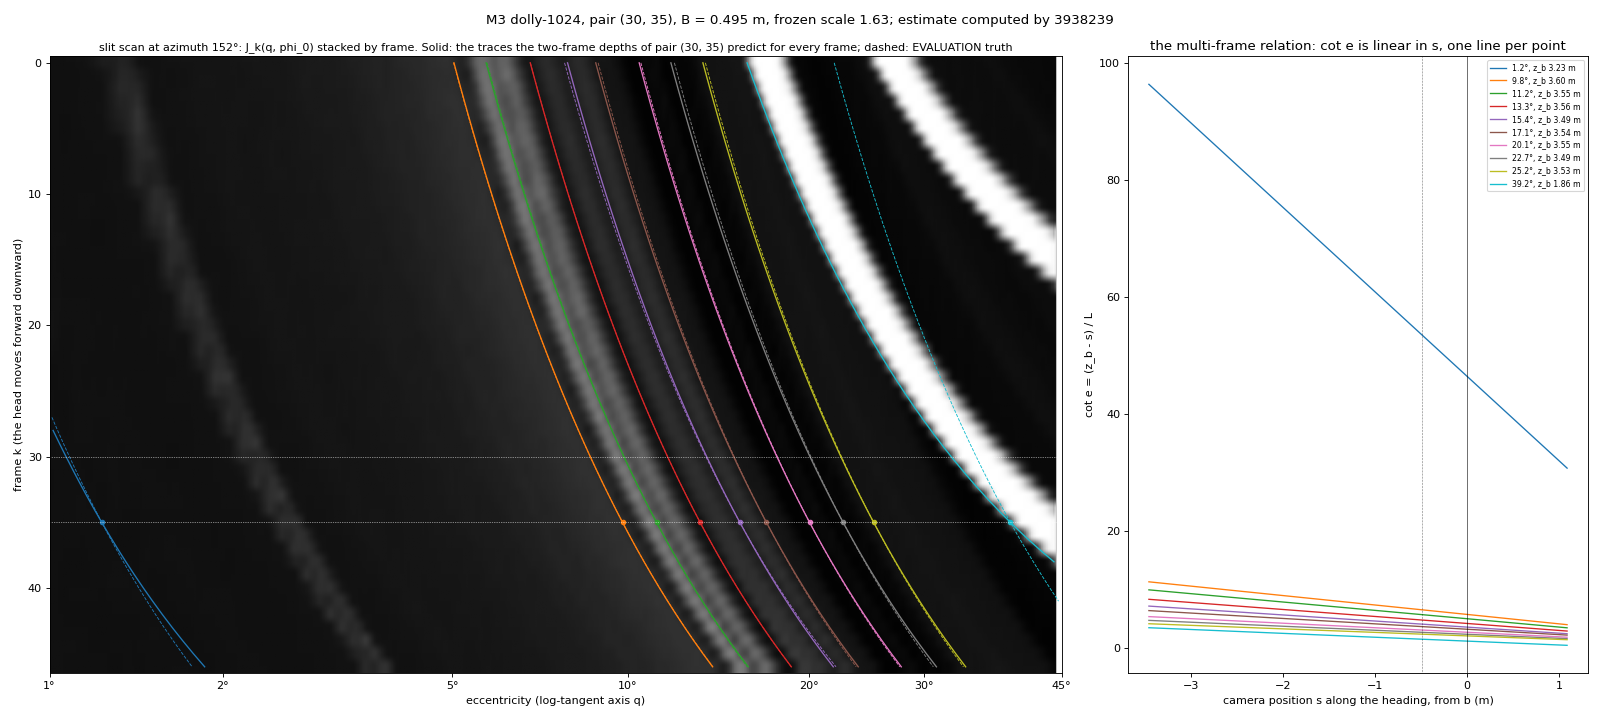 M3 dolly-1024, pair (30, 35), B = 0.495 m, frozen scale 1.63; estimate computed by 3938239
slit scan at azimuth 152°: J_k(q, phi_0) stacked by frame. Solid: the traces the two-frame depths of pair (30, 35) predict for every frame; dashed: EVALUATION truth
0
10
20
30
40
frame k (the head moves forward downward)
1°
2°
5°
10°
20°
30°
45°
eccentricity (log-tangent axis q)
the multi-frame relation: cot e is linear in s, one line per point
1.2°, z_b 3.23 m
9.8°, z_b 3.60 m
11.2°, z_b 3.55 m
13.3°, z_b 3.56 m
15.4°, z_b 3.49 m
17.1°, z_b 3.54 m
20.1°, z_b 3.55 m
22.7°, z_b 3.49 m
25.2°, z_b 3.53 m
39.2°, z_b 1.86 m
100
80
60
40
20
0
cot e = (z_b - s) / L
−3
−2
−1
0
1
camera position s along the heading, from b (m)